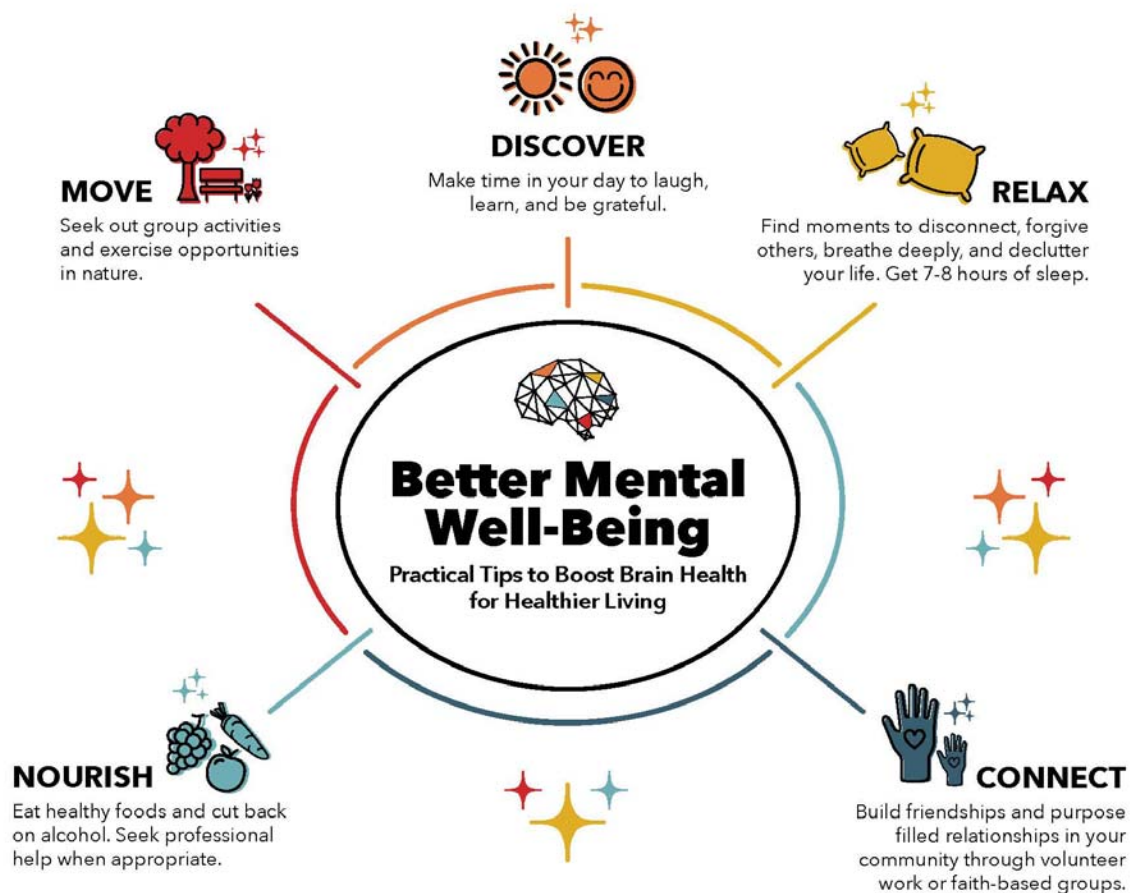 DISCOVER
Make time in your day to laugh,
learn, and be grateful.
MOVE
Seek out group activities
and exercise opportunities
in nature.
RELAX
Find moments to disconnect, forgive
others, breathe deeply, and declutter
your life. Get 7-8 hours of sleep.
Better Mental
Well-Being
Practical Tips to Boost Brain Health
for Healthier Living
NOURISH
Eat healthy foods and cut back
on alcohol. Seek professional
help when appropriate.
CONNECT
Build friendships and purpose
filled relationships in your
community through volunteer
work or faith-based groups.